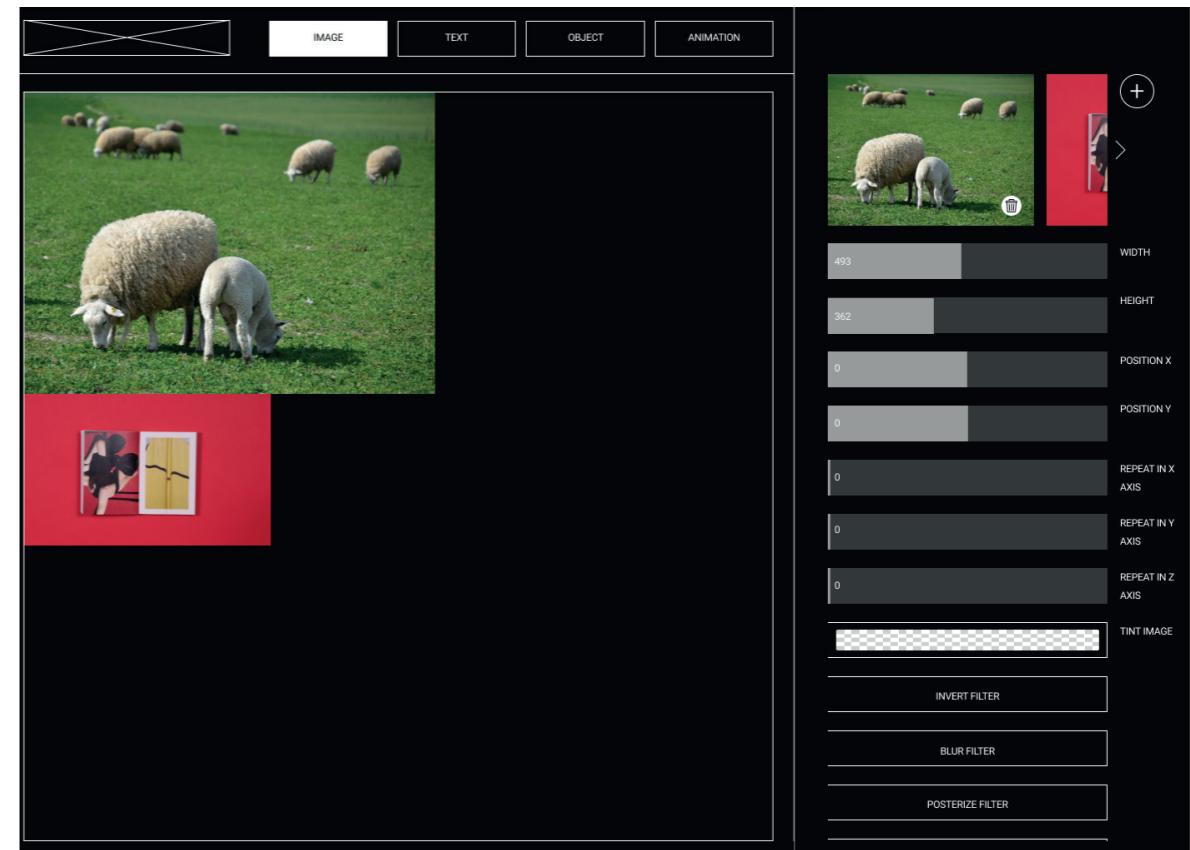 IMAGE
TEXT
OBJECT
ANIMATION
493
WIDTH
362
HEIGHT
0
POSITION X
0
POSITION Y
0
REPEAT IN X
AXIS
0
REPEAT IN Y
AXIS
0
REPEAT IN Z
AXIS
TINT IMAGE
INVERT FILTER
BLUR FILTER
POSTERIZE FILTER